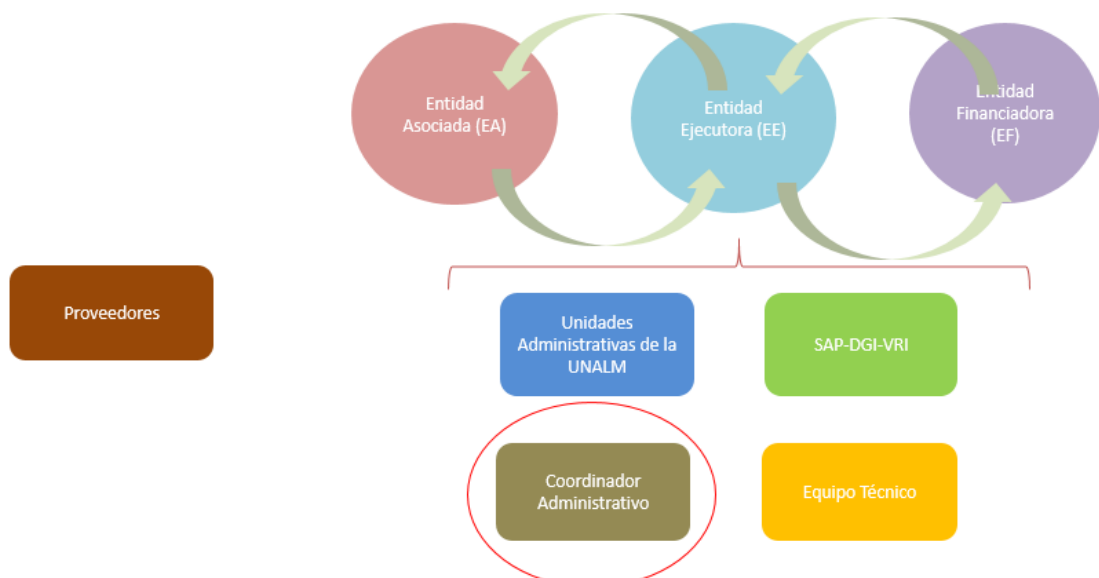 Entidad
Asociada (EA)
Entidad
Ejecutora (EE)
Entidad
Financiadora
(EF)
Proveedores
Unidades
Administrativas de la
UNALM
SAP-DGI-VRI
Coordinador
Administrativo
Equipo Técnico